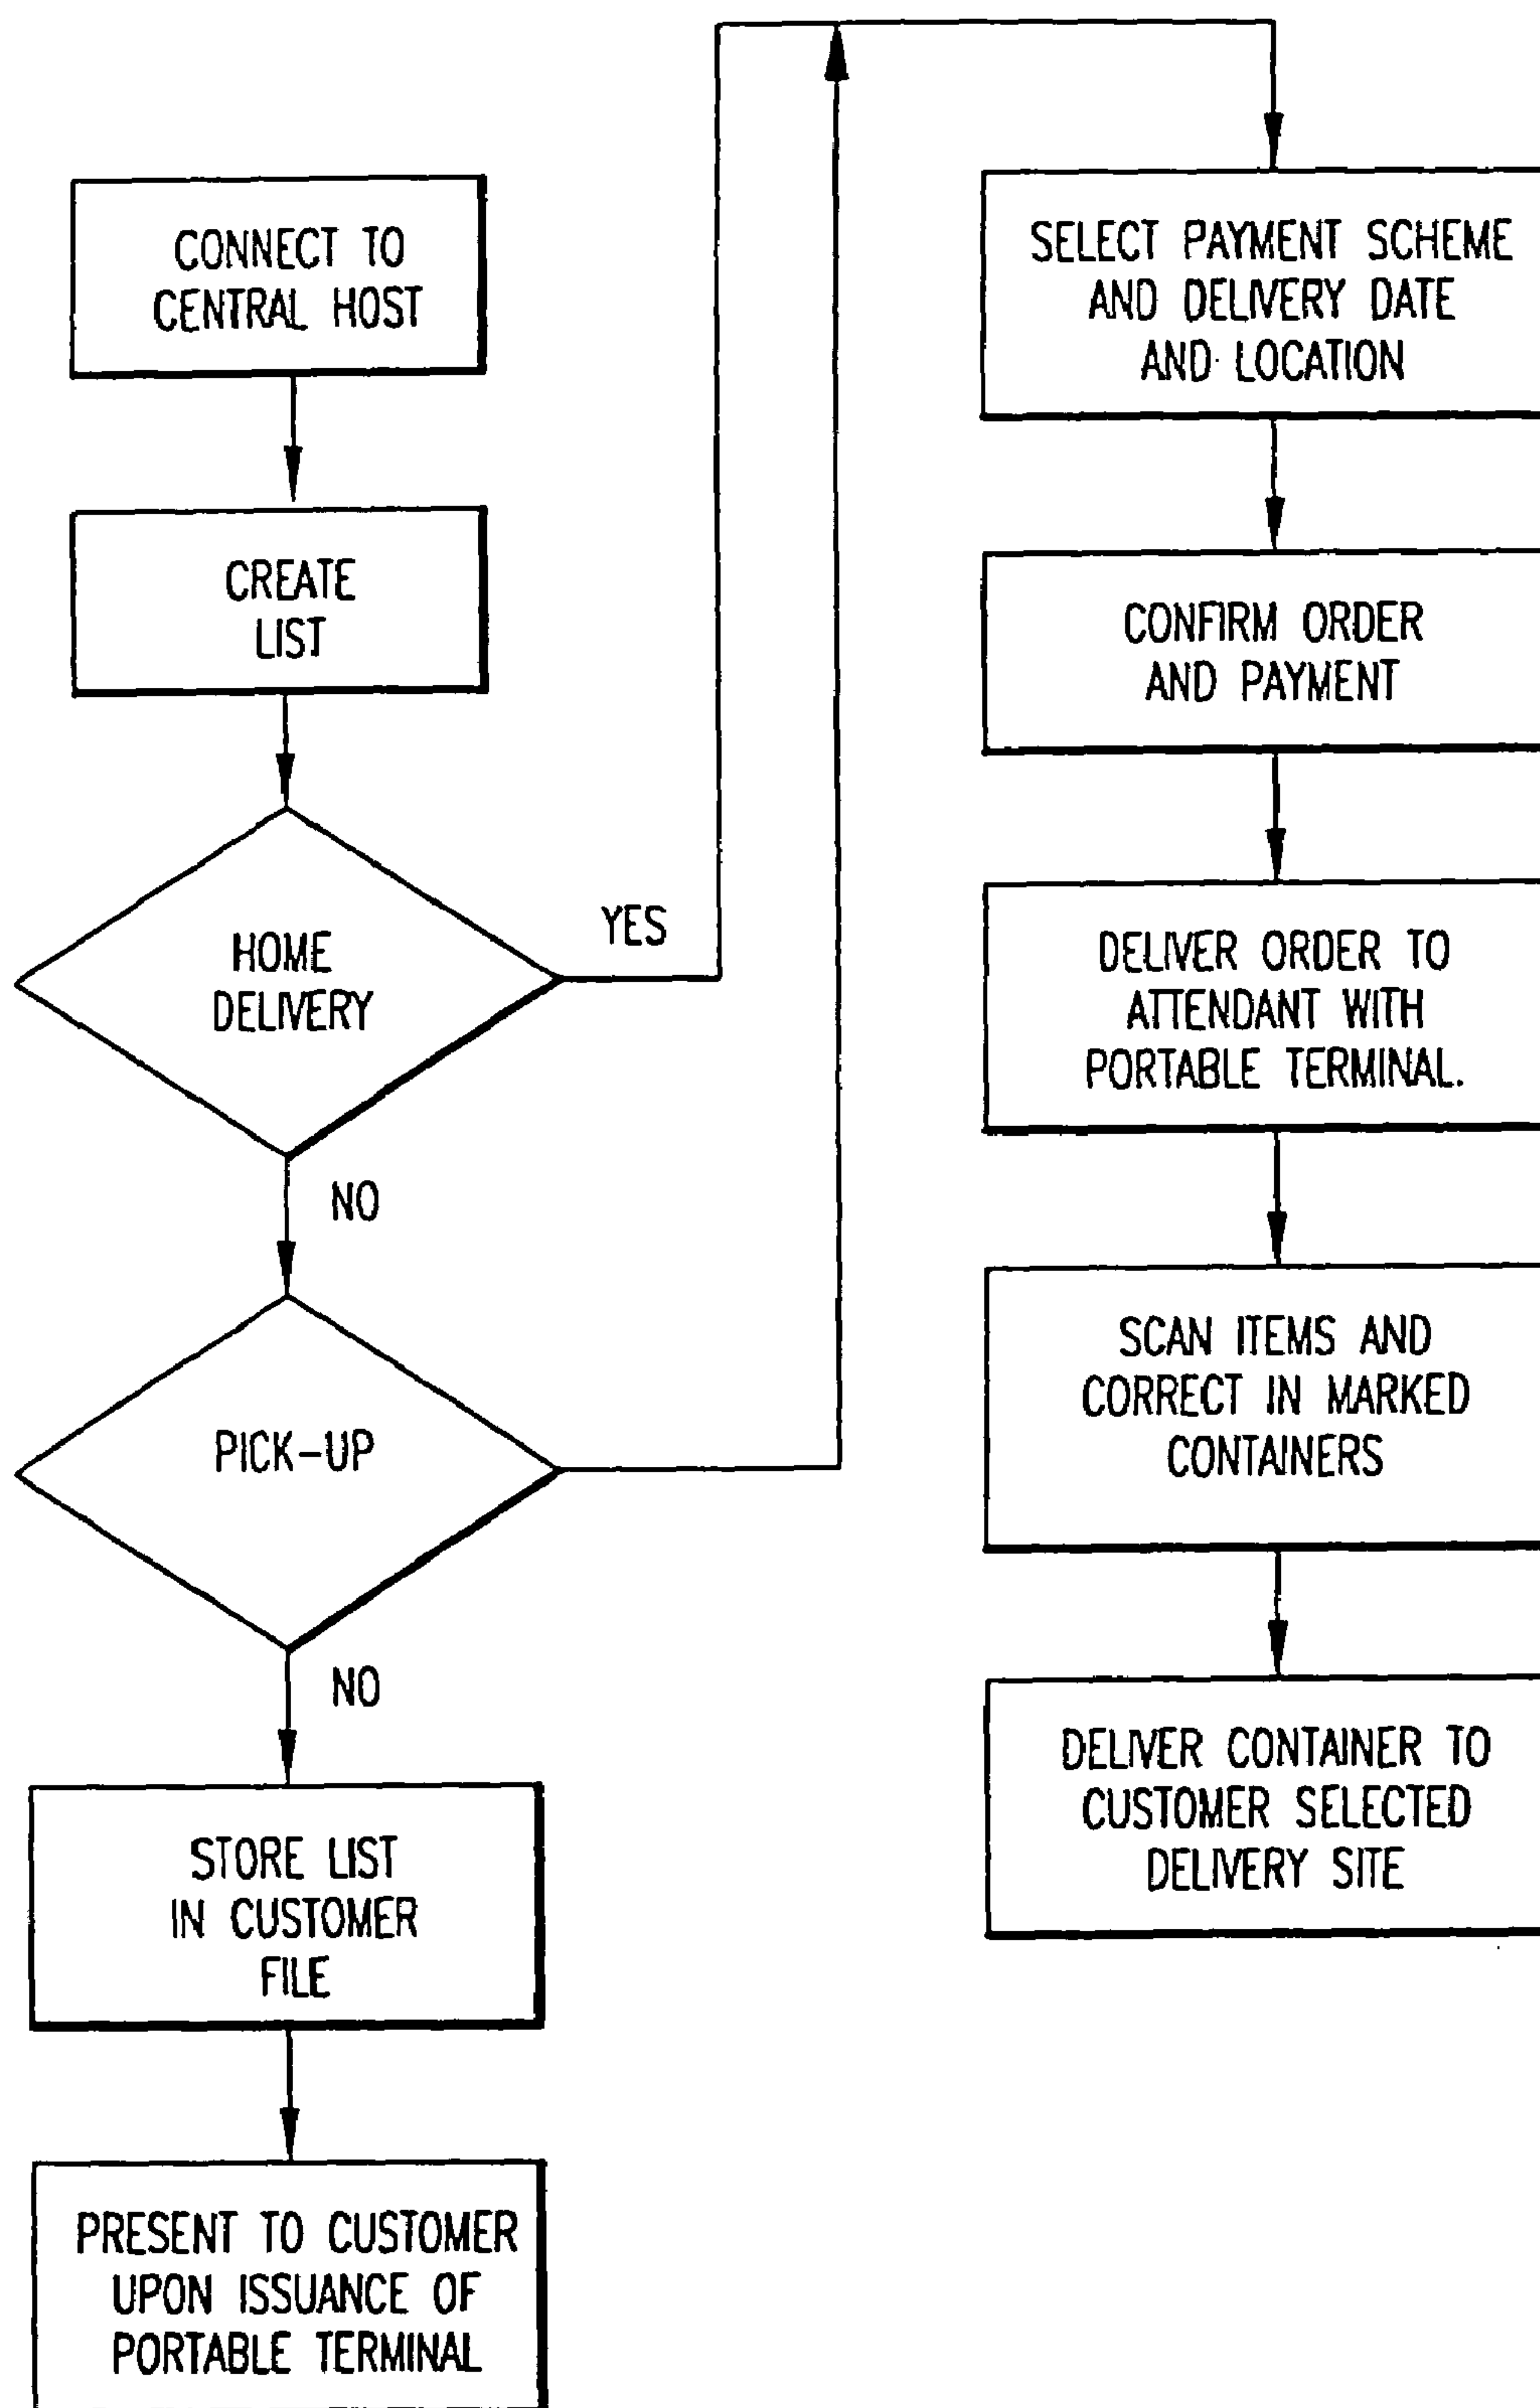 CONNECT TO
CENTRAL HOST
CREATE
LIST
HOME
DELIVERY
YES
NO
PICK-UP
NO
STORE LIST
IN CUSTOMER
FILE
PRESENT TO CUSTOMER
UPON ISSUANCE OF
PORTABLE TERMINAL
SELECT PAYMENT SCHEME
AND DELIVERY DATE
AND LOCATION
CONFIRM ORDER
AND PAYMENT
DELIVER ORDER TO
ATTENDANT WITH
PORTABLE TERMINAL.
SCAN ITEMS AND
CORRECT IN MARKED
CONTAINERS
DELIVER CONTAINER TO
CUSTOMER SELECTED
DELIVERY SITE